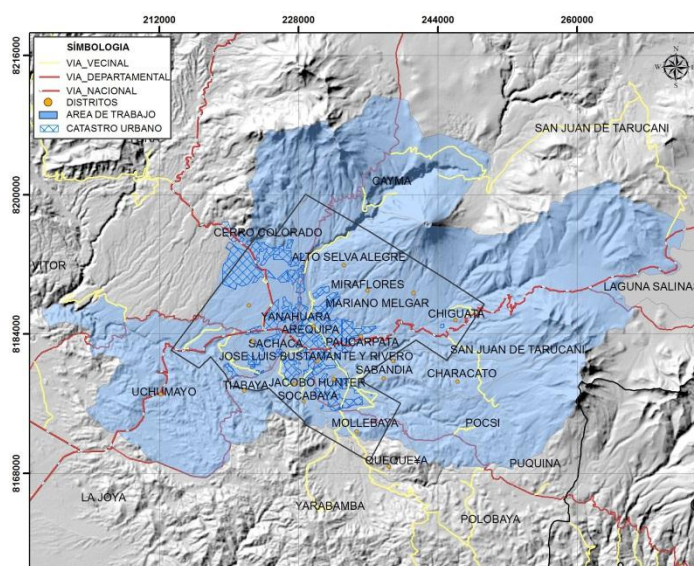 212000
228000
244000
260000
8216000
8200000
8184000
8168000
SÍMBOLOGIA
VIA_VECINAL
VIA_DEPARTAMENTAL
VIA_NACIONAL
DISTRITOS
AREA DE TRABAJO
CATASTRO URBANO
N
S
SAN JUAN DE TARUCANI
CAYMA
CERRO COLORADO
ALTO SELVA ALEGRE
VITOR
MIRAFLORES
LAGUNA SALINAS
MARIANO MELGAR
CHIGUATA
YANAHUARA
AREQUIPA
SACHACA
PAUCARPATA
JOSE LUIS BUSTAMANTE Y RIVERO
SAN JUAN DE TARUCANI
SABANDIA
CHARACATO
UCHUMAYO
TIABAYA
JACOBO HUNTER
SOCABAYA
MOLLEBAYA
POCSI
QUEQUE¥A
PUQUINA
LA JOYA
YARABAMBA
POLOBAYA